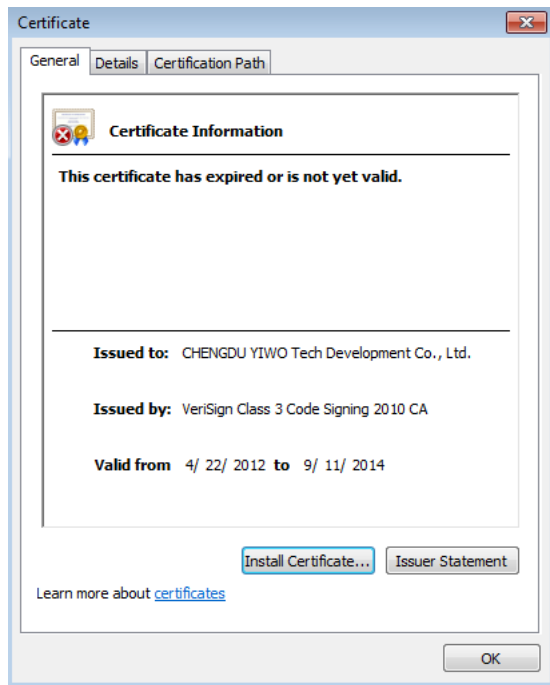 Certificate
General Details Certification Path
Certificate Information
This certificate has expired or is not yet valid.
Issued to: CHENGDU YIWO Tech Development Co., Ltd.
Issued by: VeriSign Class 3 Code Signing 2010 CA
Valid from 4/ 22/ 2012 to 9/ 11/ 2014
Install Certificate... Issuer Statement
Learn more about certificates
OK